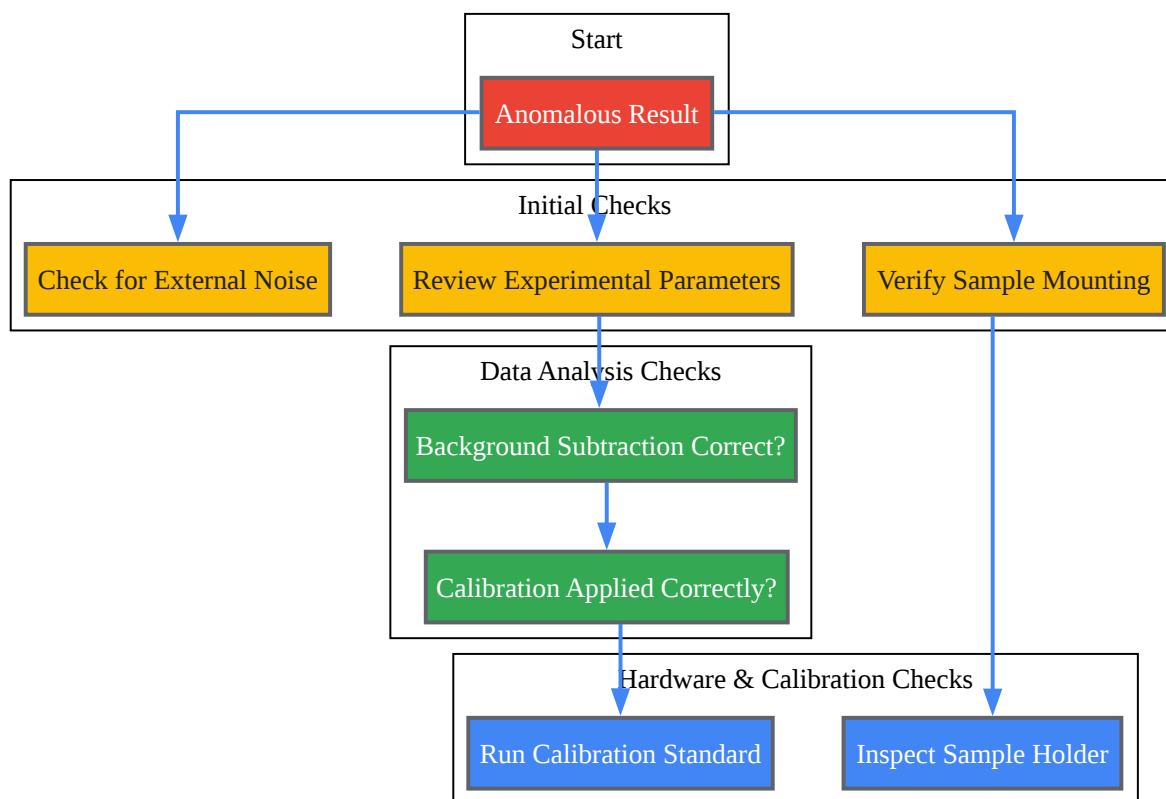 Start
Anomalous Result
Initial Checks
Check for External Noise
Review Experimental Parameters
Verify Sample Mounting
Data Analysis Checks
Background Subtraction Correct?
Calibration Applied Correctly?
Hardware & Calibration Checks
Run Calibration Standard
Inspect Sample Holder